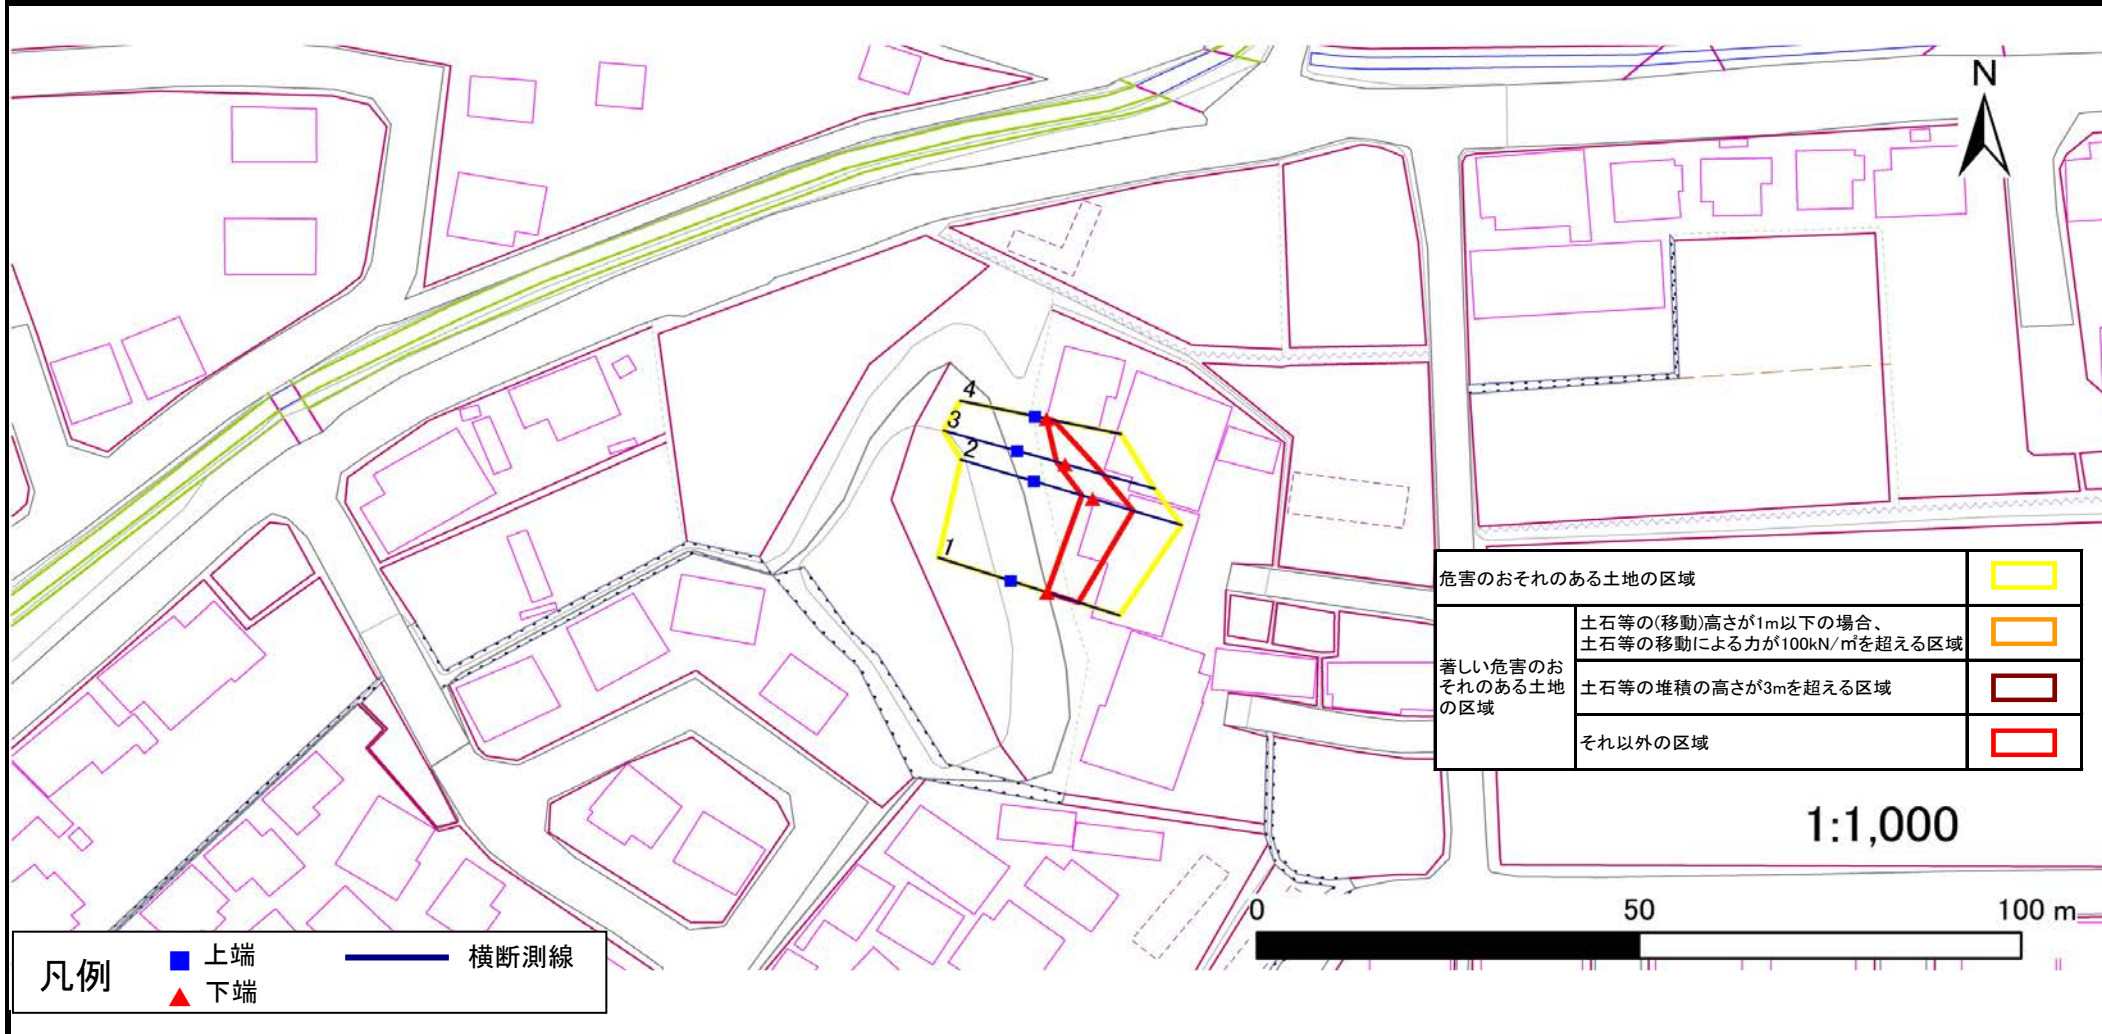 N
4
3
2
1
危害のおそれのある土地の区域
著しい危害のお
それのある土地
の区域
土石等の(移動)高さが1m以下の場合、
土石等の移動による力が100kN/㎡を超える区域
土石等の堆積の高さが3mを超える区域
それ以外の区域
1:1,000
0 50 100 m
凡例
上端
下端
横断測線